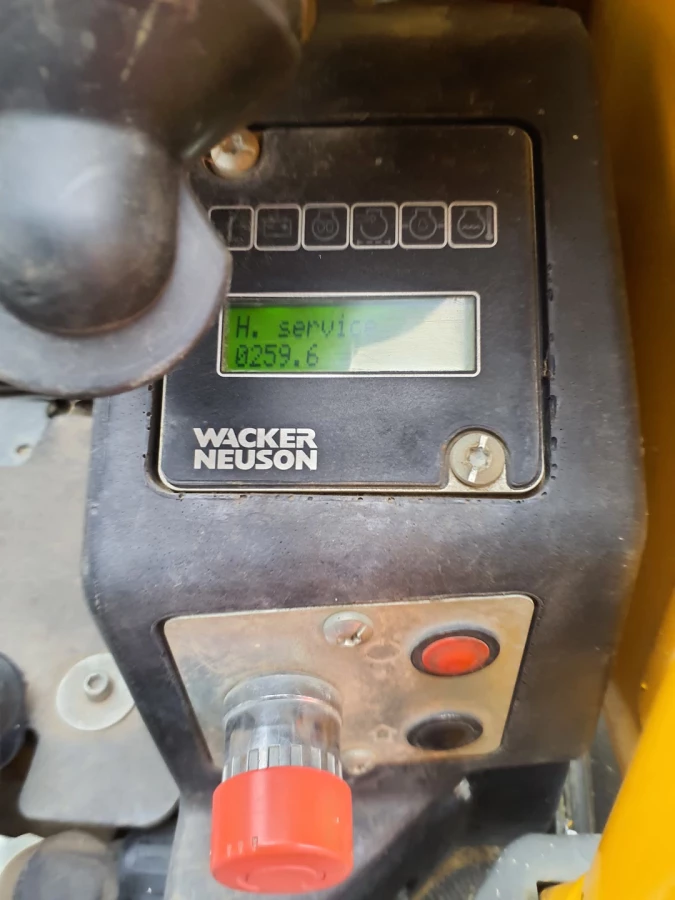 H. service
0259.6
WACKER
NEUSON